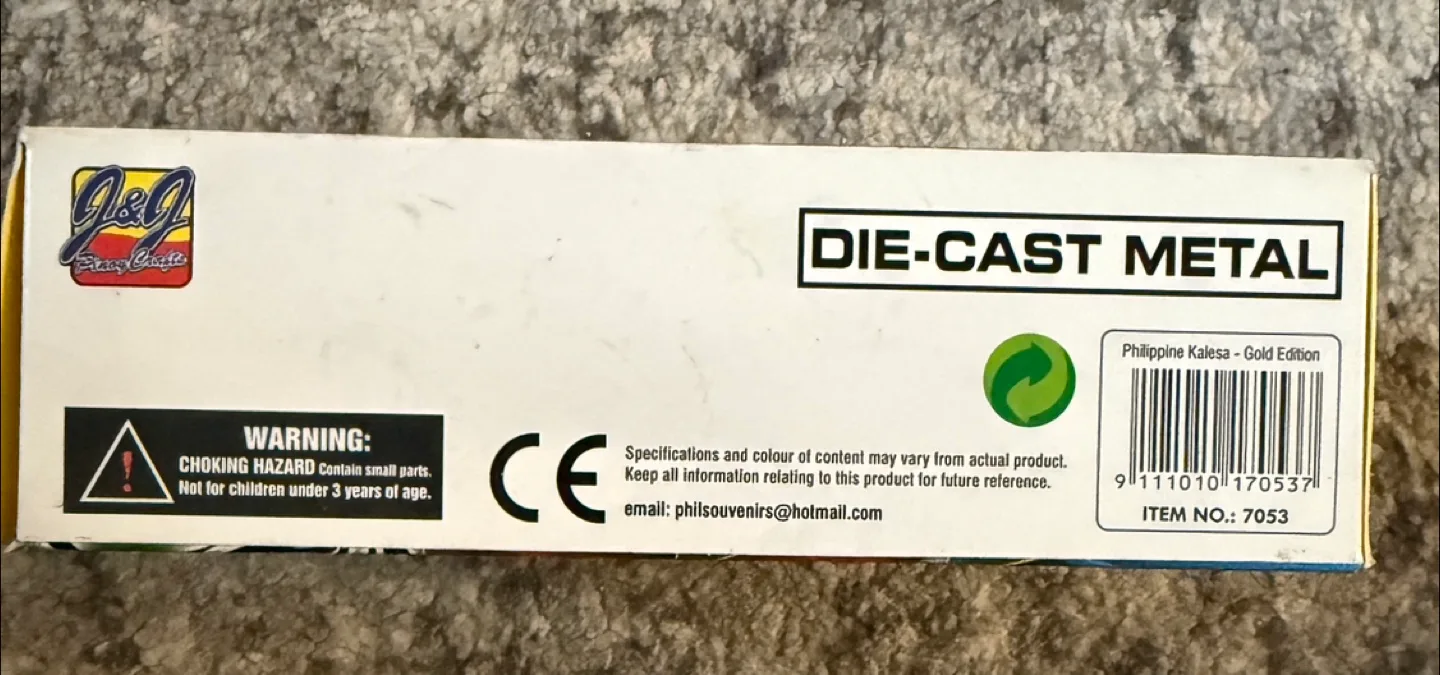 J&J
Pinoy Crafts
DIE-CAST METAL
Philippine Kalesa - Gold Edition
9 111010 170537
ITEM NO.: 7053
WARNING:
CHOKING HAZARD Contain small parts.
Not for children under 3 years of age.
CE
Specifications and colour of content may vary from actual product.
Keep all information relating to this product for future reference.
email: philsouvenirs@hotmail.com